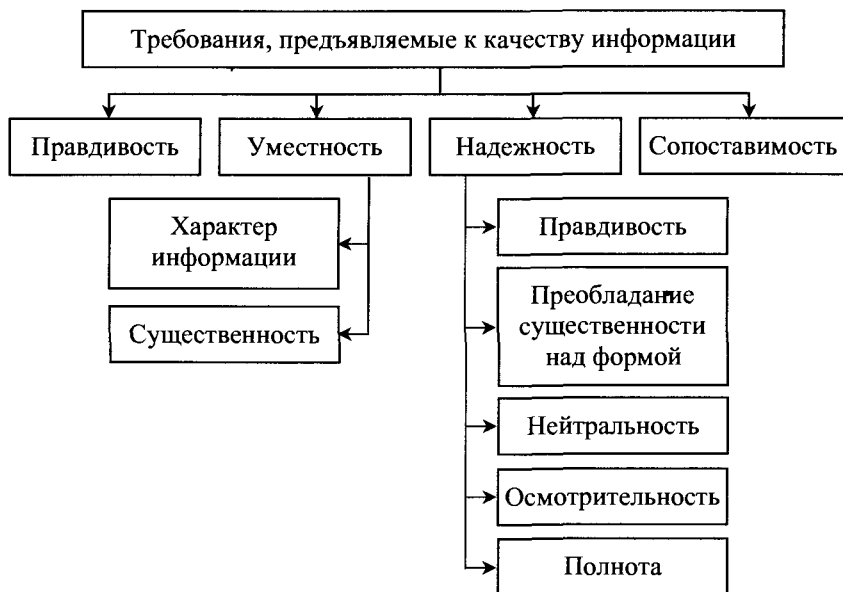 Требования, предъявляемые к качеству информации
Правдивость
Уместность
Надежность
Сопоставимость
Характер
информации
Существенность
Правдивость
Преобладание
существенности
над формой
Нейтральность
Осмотрительность
Полнота